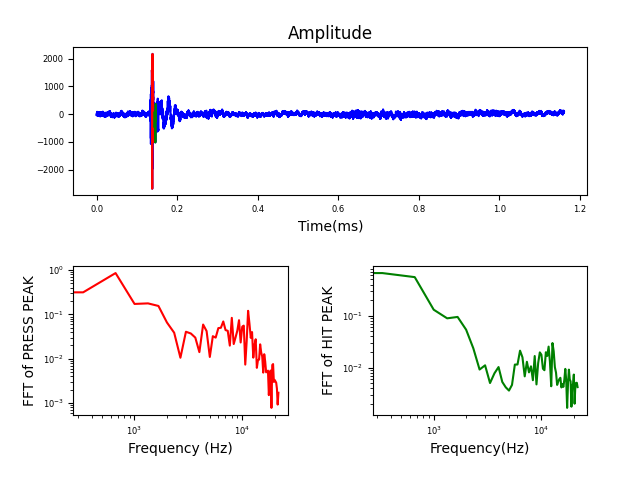 Amplitude
2000
1000
0
−1000
−2000
0.0 0.2 0.4 0.6 0.8 1.0 1.2
Time(ms)
FFT of PRESS PEAK
10⁰
10⁻¹
10⁻²
10⁻³
10³ 10⁴
Frequency (Hz)
FFT of HIT PEAK
10⁻¹
10⁻²
10³ 10⁴
Frequency(Hz)